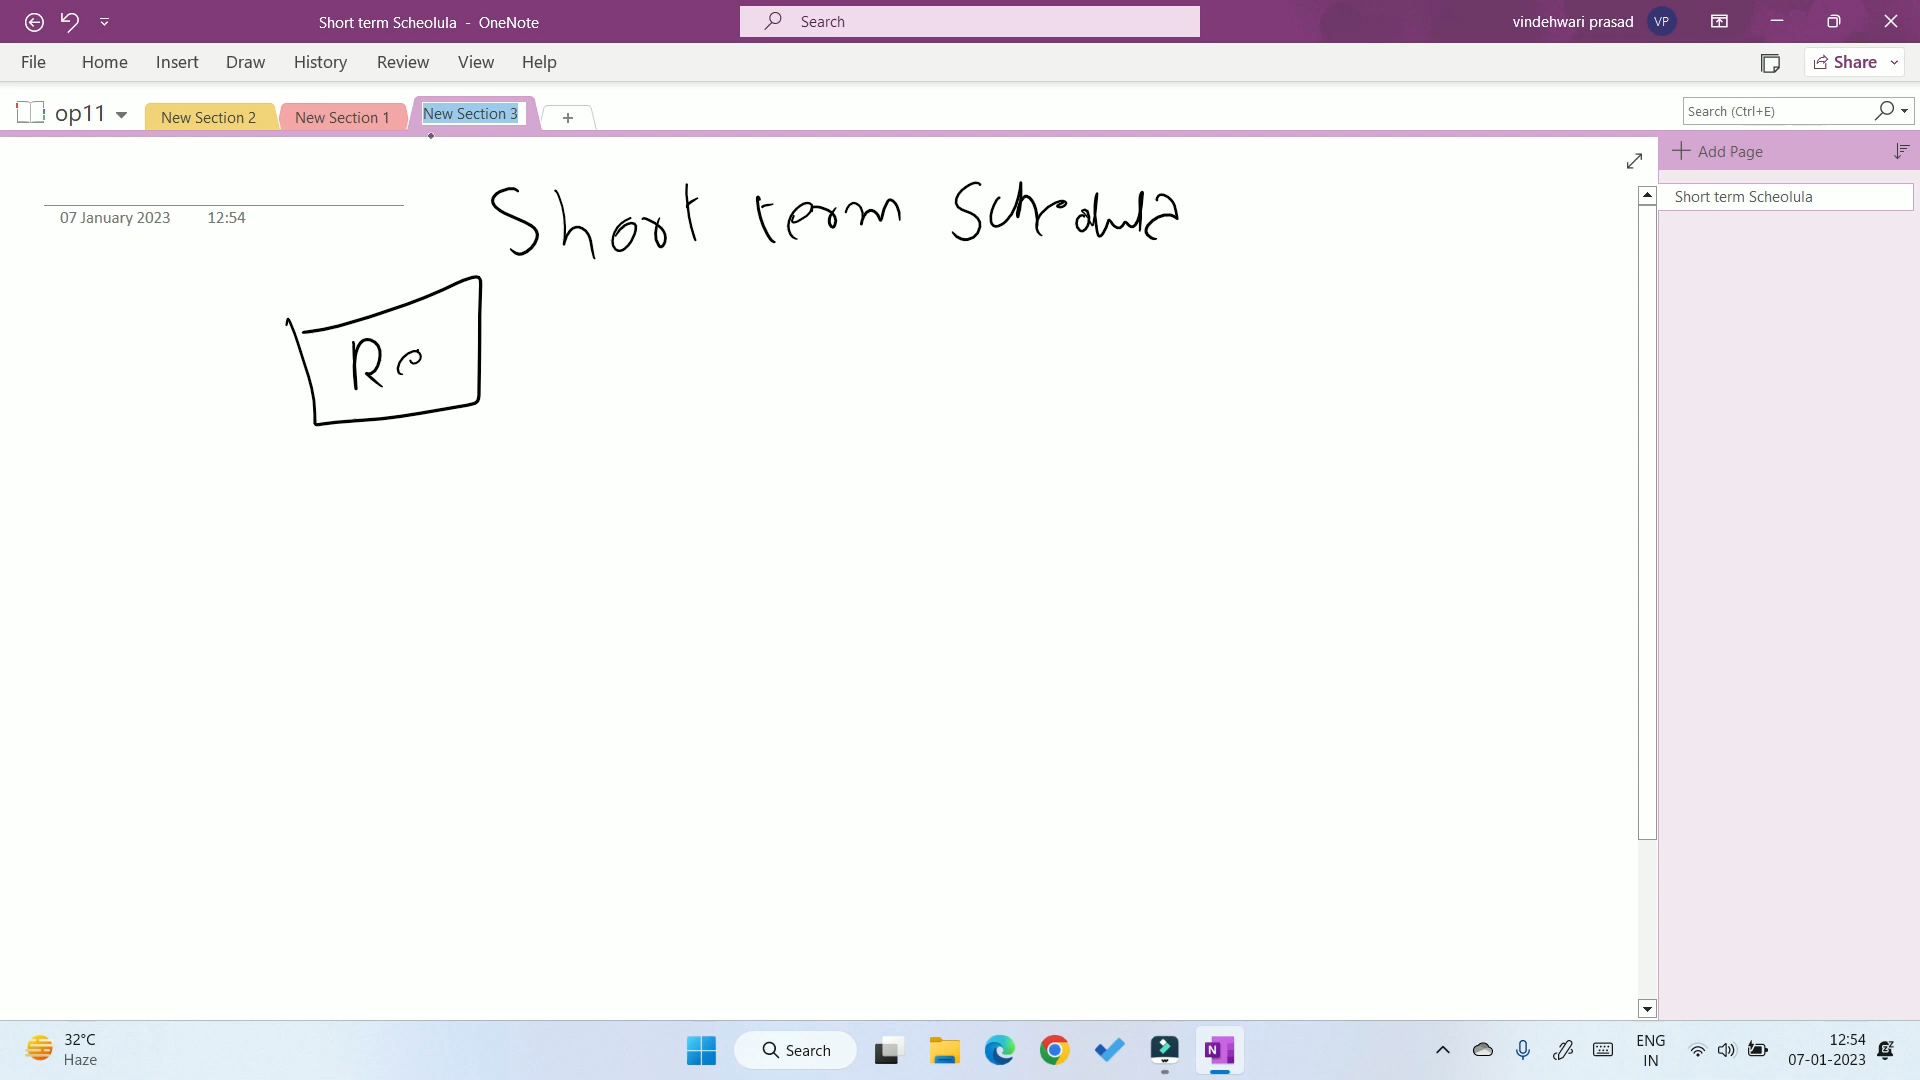 Short term Scheolula - OneNote
Search
vindehwari prasad
VP
File Home Insert Draw History Review View Help
Share
op11
New Section 2
New Section 1
New Section 3
+
Search (Ctrl+E)
Add Page
Short term Scheolula
Short term Schedula
07 January 2023 12:54
Re
32°C
Haze
Search
N
ENG
IN
12:54
07-01-2023